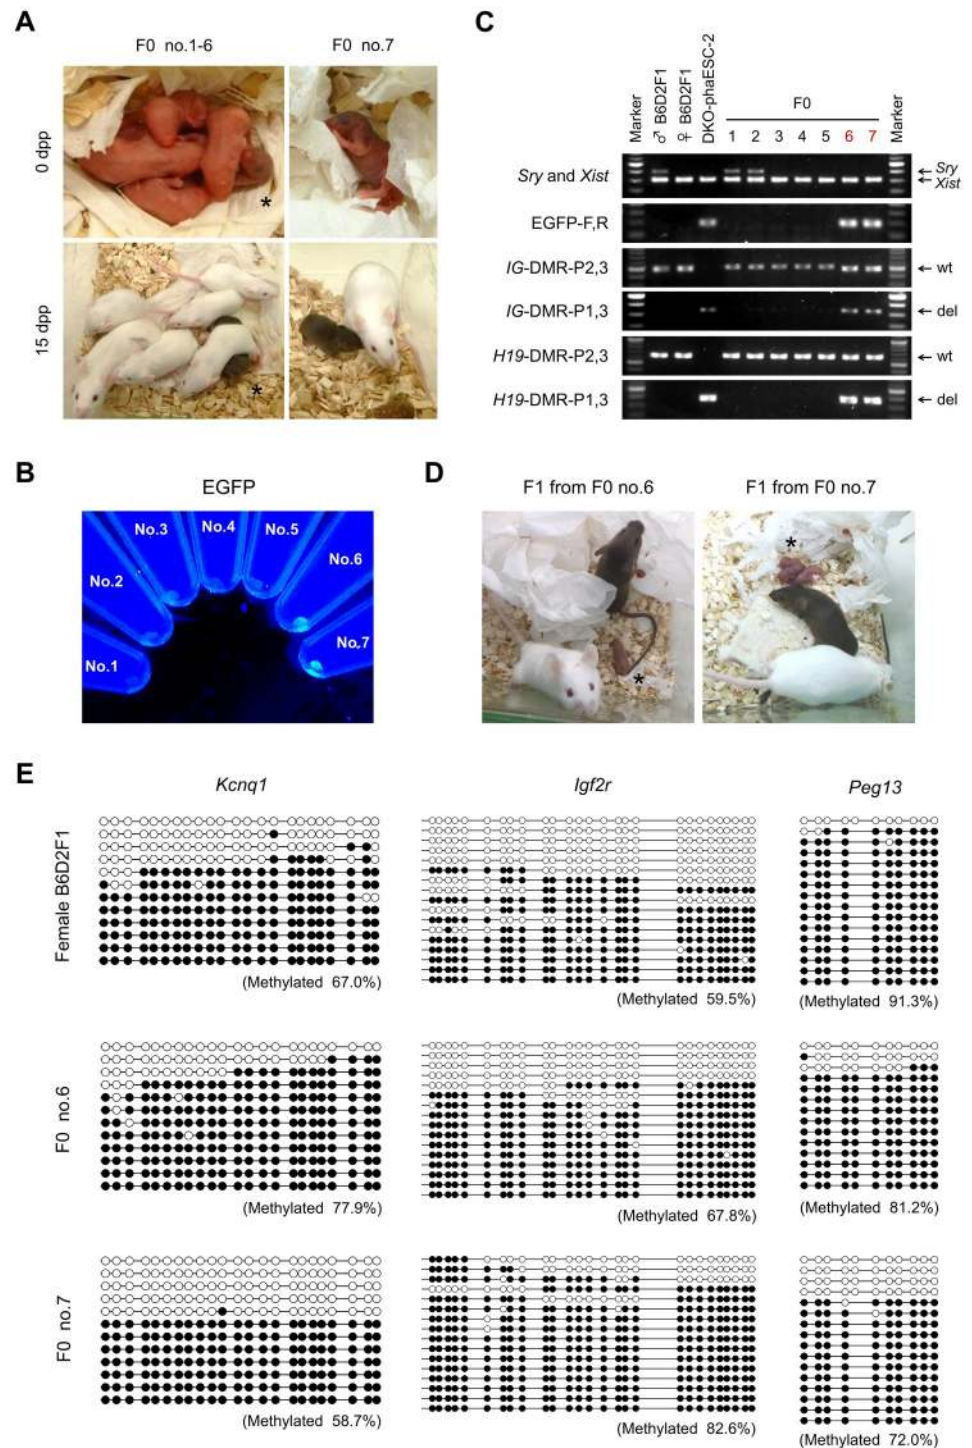 A
F0 no.1-6
F0 no.7
0 dpp
15 dpp
*
*
C
Marker
♂ B6D2F1
♀ B6D2F1
DKO-phaESC-2
F0
1 2 3 4 5 6 7
Marker
Sry and Xist
← Sry
← Xist
EGFP-F,R
IG-DMR-P2,3
← wt
IG-DMR-P1,3
← del
H19-DMR-P2,3
← wt
H19-DMR-P1,3
← del
B
EGFP
No.1
No.2
No.3
No.4
No.5
No.6
No.7
D
F1 from F0 no.6
F1 from F0 no.7
*
*
E
Kcnq1
Igf2r
Peg13
Female B6D2F1
(Methylated 67.0%)
(Methylated 59.5%)
(Methylated 91.3%)
F0 no.6
(Methylated 77.9%)
(Methylated 67.8%)
(Methylated 81.2%)
F0 no.7
(Methylated 58.7%)
(Methylated 82.6%)
(Methylated 72.0%)